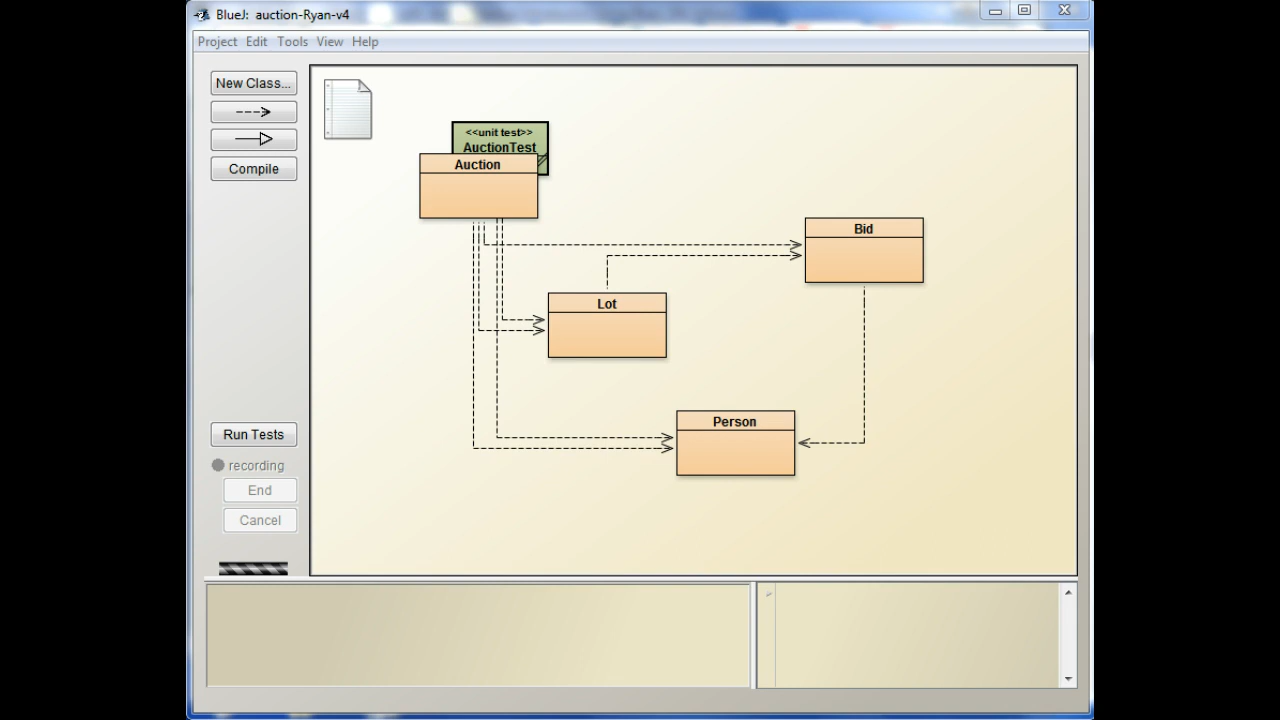 BlueJ: auction-Ryan-v4
Project Edit Tools View Help
New Class...
Compile
<<unit test>>
AuctionTest
Auction
Bid
Lot
Person
Run Tests
recording
End
Cancel